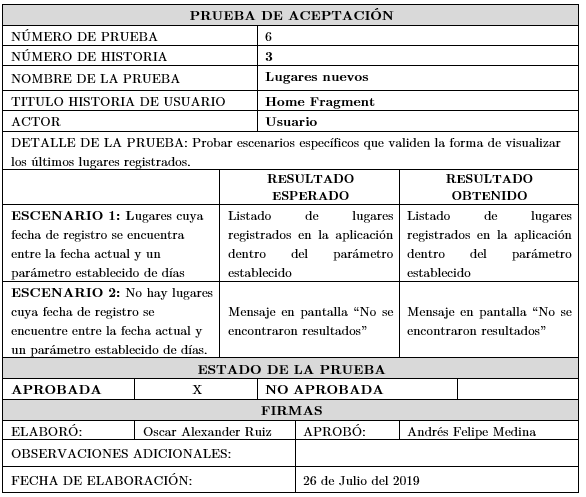 PRUEBA DE ACEPTACIÓN
NÚMERO DE PRUEBA 6
NÚMERO DE HISTORIA 3
NOMBRE DE LA PRUEBA Lugares nuevos
TITULO HISTORIA DE USUARIO Home Fragment
ACTOR Usuario
DETALLE DE LA PRUEBA: Probar escenarios específicos que validen la forma de visualizar
los últimos lugares registrados.
RESULTADO
ESPERADO
RESULTADO
OBTENIDO
ESCENARIO 1: Lugares cuya
fecha de registro se encuentra
entre la fecha actual y un
parámetro establecido de días
Listado de lugares
registrados en la aplicación
dentro del parámetro
establecido
Listado de lugares
registrados en la aplicación
dentro del parámetro
establecido
ESCENARIO 2: No hay lugares
cuya fecha de registro se
encuentre entre la fecha actual y
un parámetro establecido de días.
Mensaje en pantalla “No se
encontraron resultados”
Mensaje en pantalla “No se
encontraron resultados”
ESTADO DE LA PRUEBA
APROBADA X NO APROBADA
FIRMAS
ELABORÓ: Oscar Alexander Ruiz APROBÓ: Andrés Felipe Medina
OBSERVACIONES ADICIONALES:
FECHA DE ELABORACIÓN: 26 de Julio del 2019